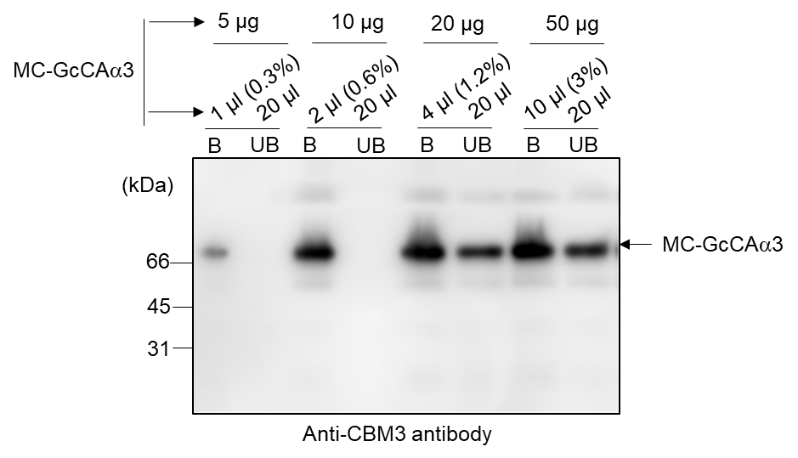 5 µg 10 µg 20 µg 50 µg
MC-GcCAα3
1 µl (0.3%) 20 µl 2 µl (0.6%) 20 µl 4 µl (1.2%) 20 µl 10 µl (3%) 20 µl
B UB B UB B UB B UB
(kDa)
MC-GcCAα3
66
45
31
Anti-CBM3 antibody